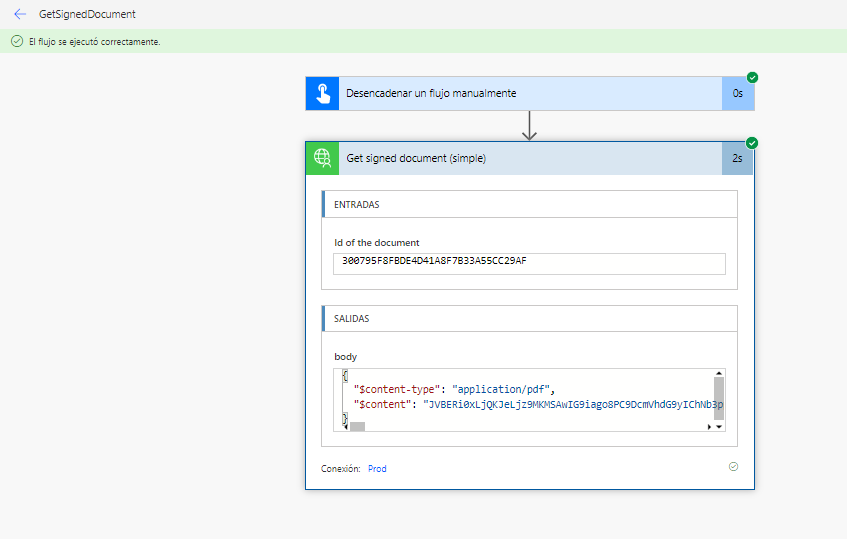 GetSignedDocument
El flujo se ejecutó correctamente.
Desencadenar un flujo manualmente
0s
Get signed document (simple)
2s
ENTRADAS
Id of the document
300795F8FBDE4D41A8F7B33A55CC29AF
SALIDAS
body
{
"$content-type": "application/pdf",
"$content": "JVBERi0xLjQKJeLjz9MKMSAwIG9iago8PC9DcmVhdG9yIChNb3p
}
Conexión: Prod